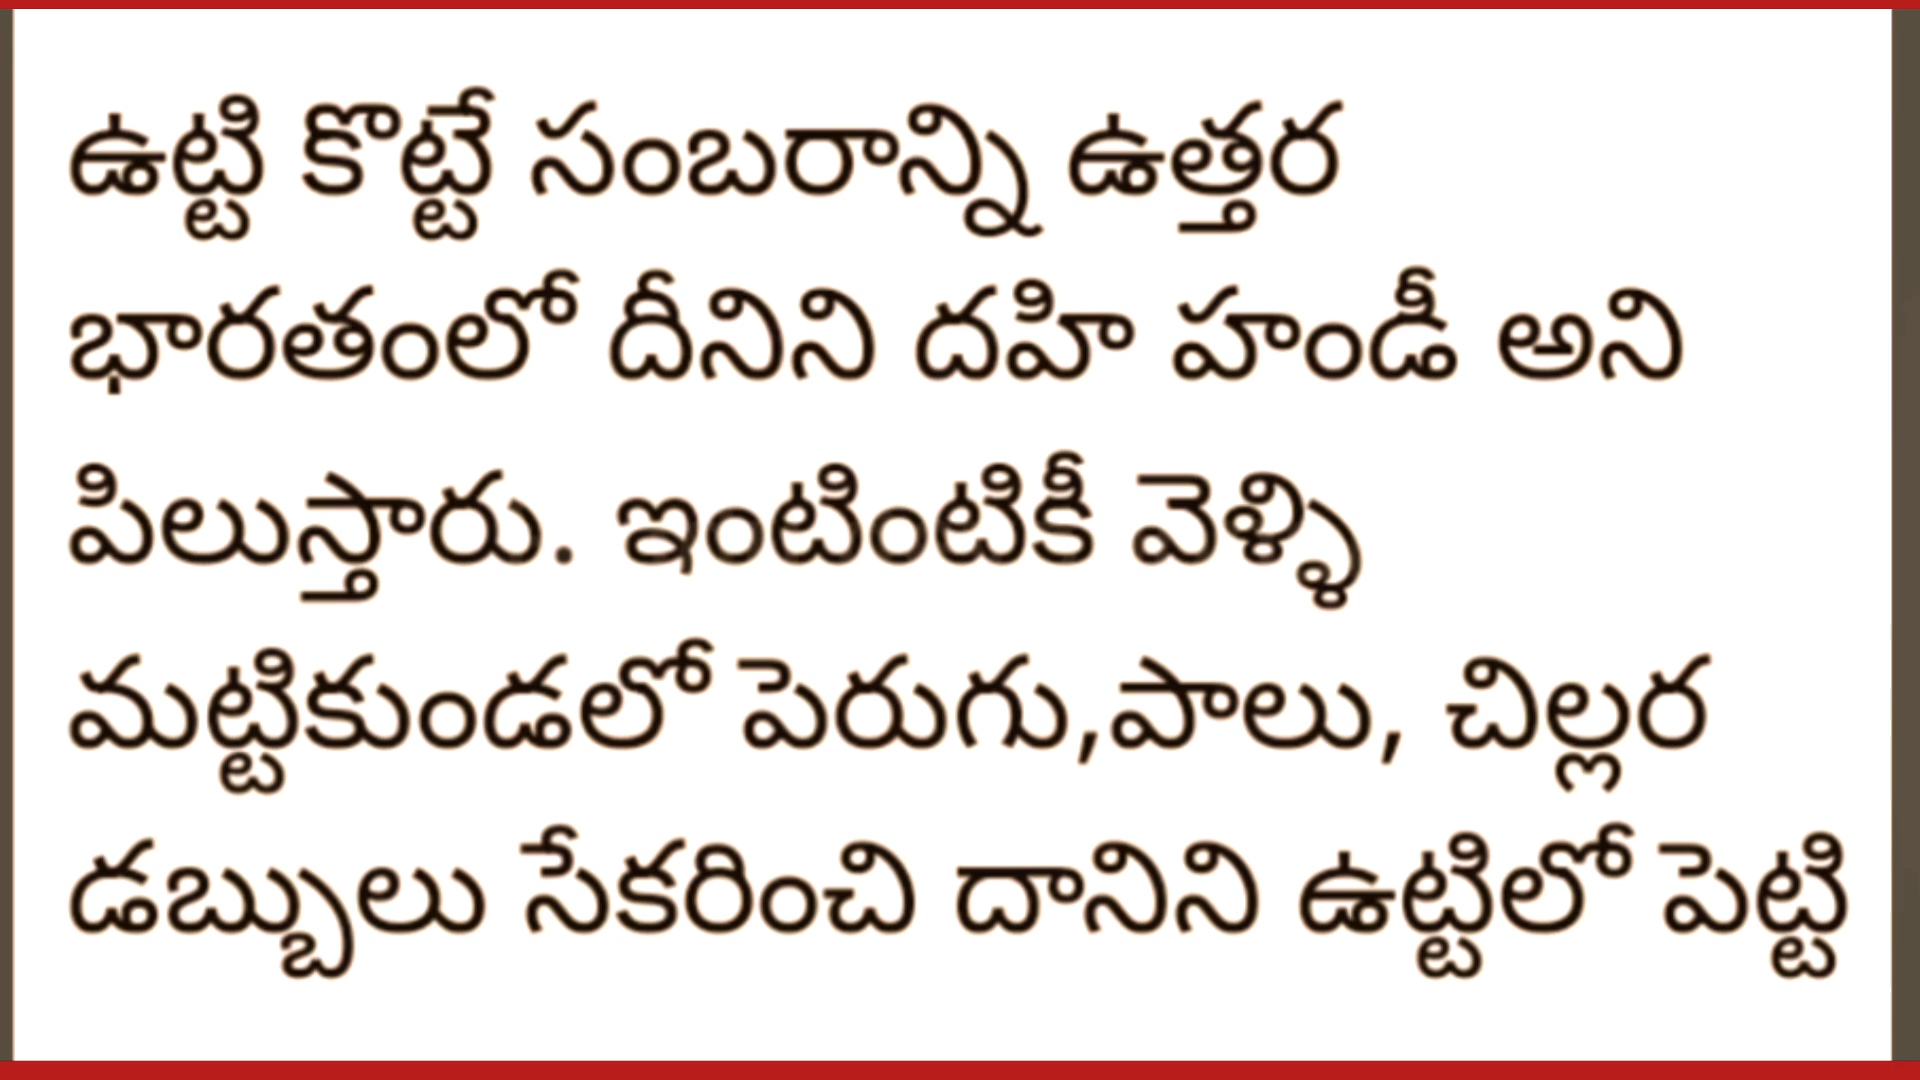 ఉట్టి కొట్టే సంబరాన్ని ఉత్తర
భారతంలో దీనిని దహి హండీ అని
పిలుస్తారు. ఇంటింటికీ వెళ్ళి
మట్టికుండలో పెరుగు,పాలు, చిల్లర
డబ్బులు సేకరించి దానిని ఉట్టిలో పెట్టి